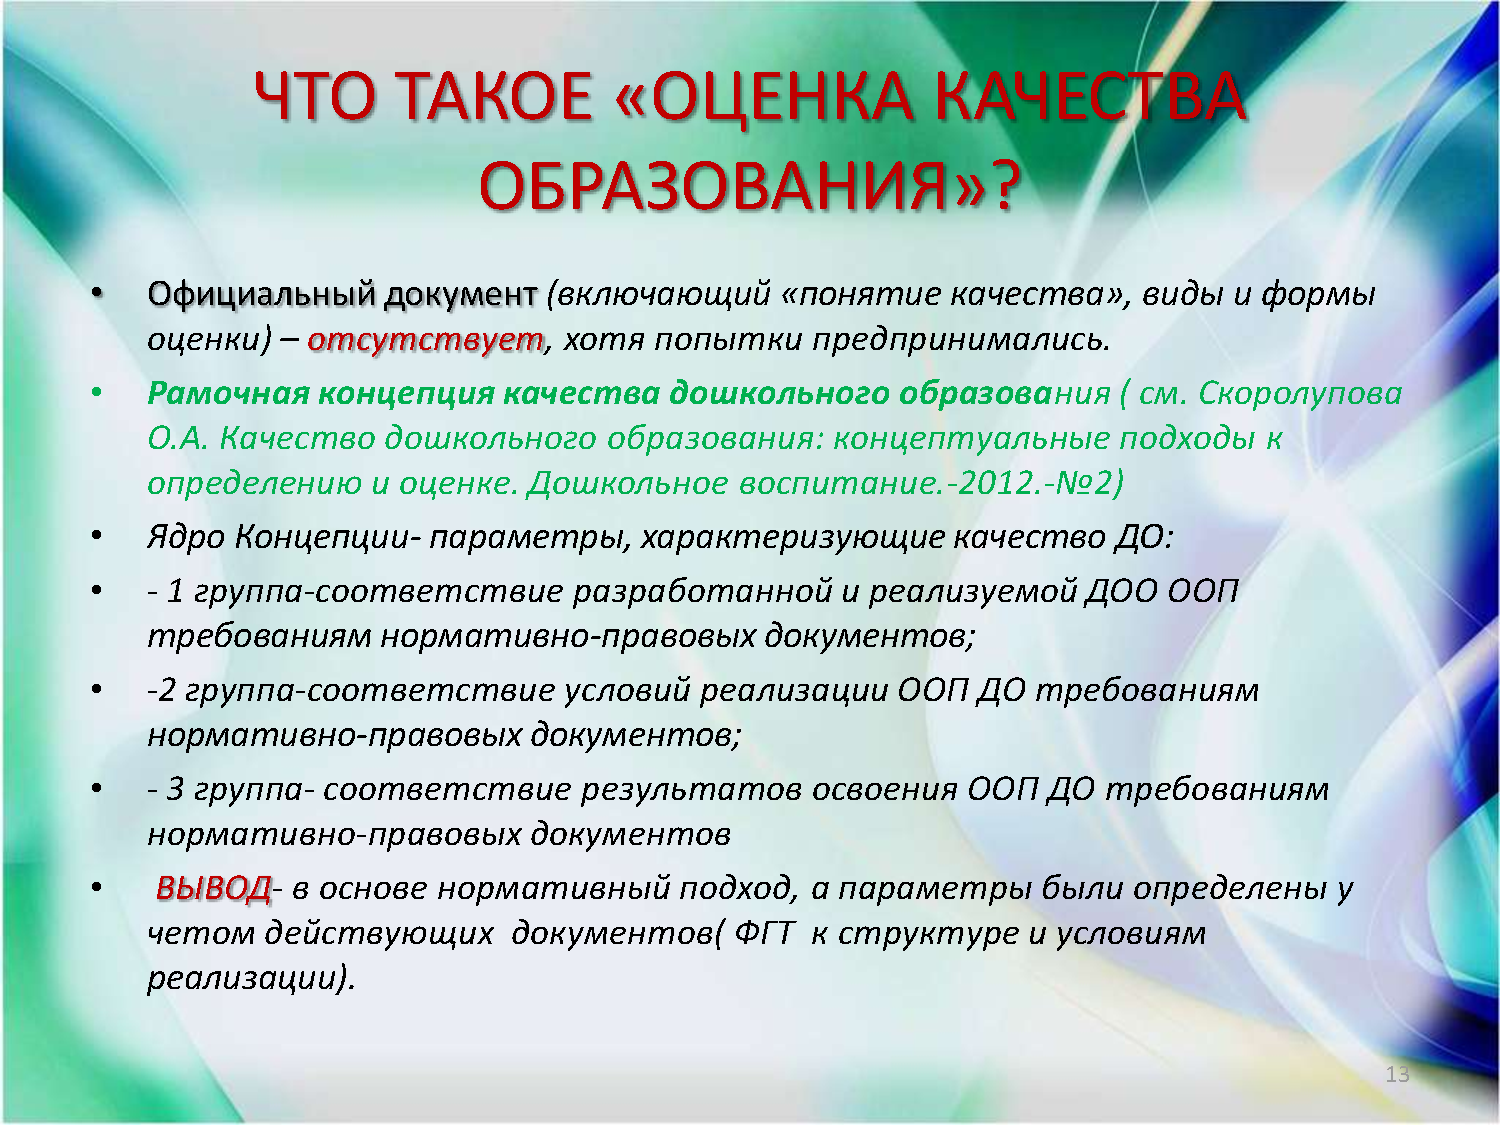 ЧТО ТАКОЕ «ОЦЕНКА КАЧЕСТВА
ОБРАЗОВАНИЯ»?
• Официальный документ (включающий «понятие качества», виды и формы
оценки) – отсутствует, хотя попытки предпринимались.
• Рамочная концепция качества дошкольного образования ( см. Скоролупова
О.А. Качество дошкольного образования: концептуальные подходы к
определению и оценке. Дошкольное воспитание.-2012.-№2)
• Ядро Концепции- параметры, характеризующие качество ДО:
• - 1 группа-соответствие разработанной и реализуемой ДОО ООП
требованиям нормативно-правовых документов;
• -2 группа-соответствие условий реализации ООП ДО требованиям
нормативно-правовых документов;
• - 3 группа- соответствие результатов освоения ООП ДО требованиям
нормативно-правовых документов
• ВЫВОД- в основе нормативный подход, а параметры были определены у
четом действующих  документов( ФГТ  к структуре и условиям
реализации).
13